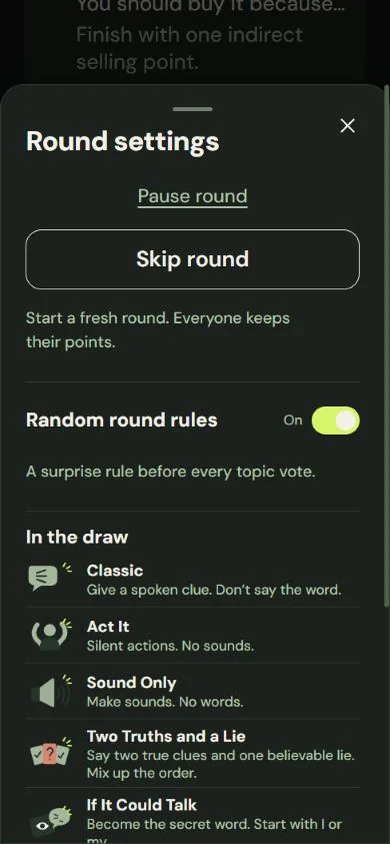 You should buy it because...
Finish with one indirect
selling point.
Round settings
Pause round
Skip round
Start a fresh round. Everyone keeps
their points.
Random round rules
On
A surprise rule before every topic vote.
In the draw
Classic
Give a spoken clue. Don’t say the word.
Act It
Silent actions. No sounds.
Sound Only
Make sounds. No words.
Two Truths and a Lie
Say two true clues and one believable lie.
Mix up the order.
If It Could Talk
Become the secret word. Start with I or
my